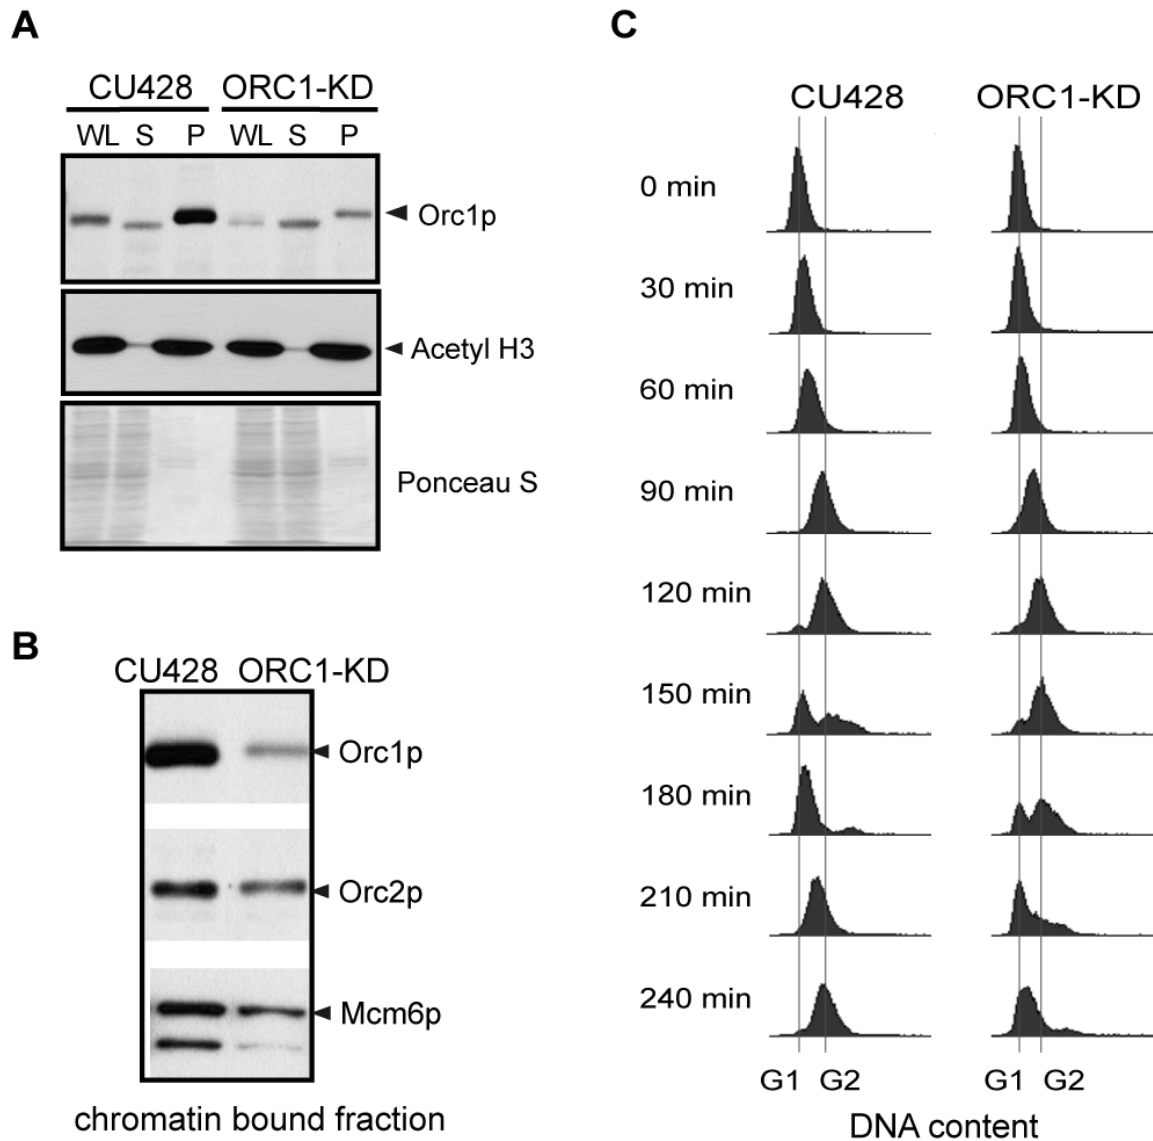 A
CU428 ORC1-KD
WL S P WL S P
Orc1p
Acetyl H3
Ponceau S
B
CU428 ORC1-KD
Orc1p
Orc2p
Mcm6p
chromatin bound fraction
C
CU428 ORC1-KD
0 min
30 min
60 min
90 min
120 min
150 min
180 min
210 min
240 min
G1 G2 G1 G2
DNA content